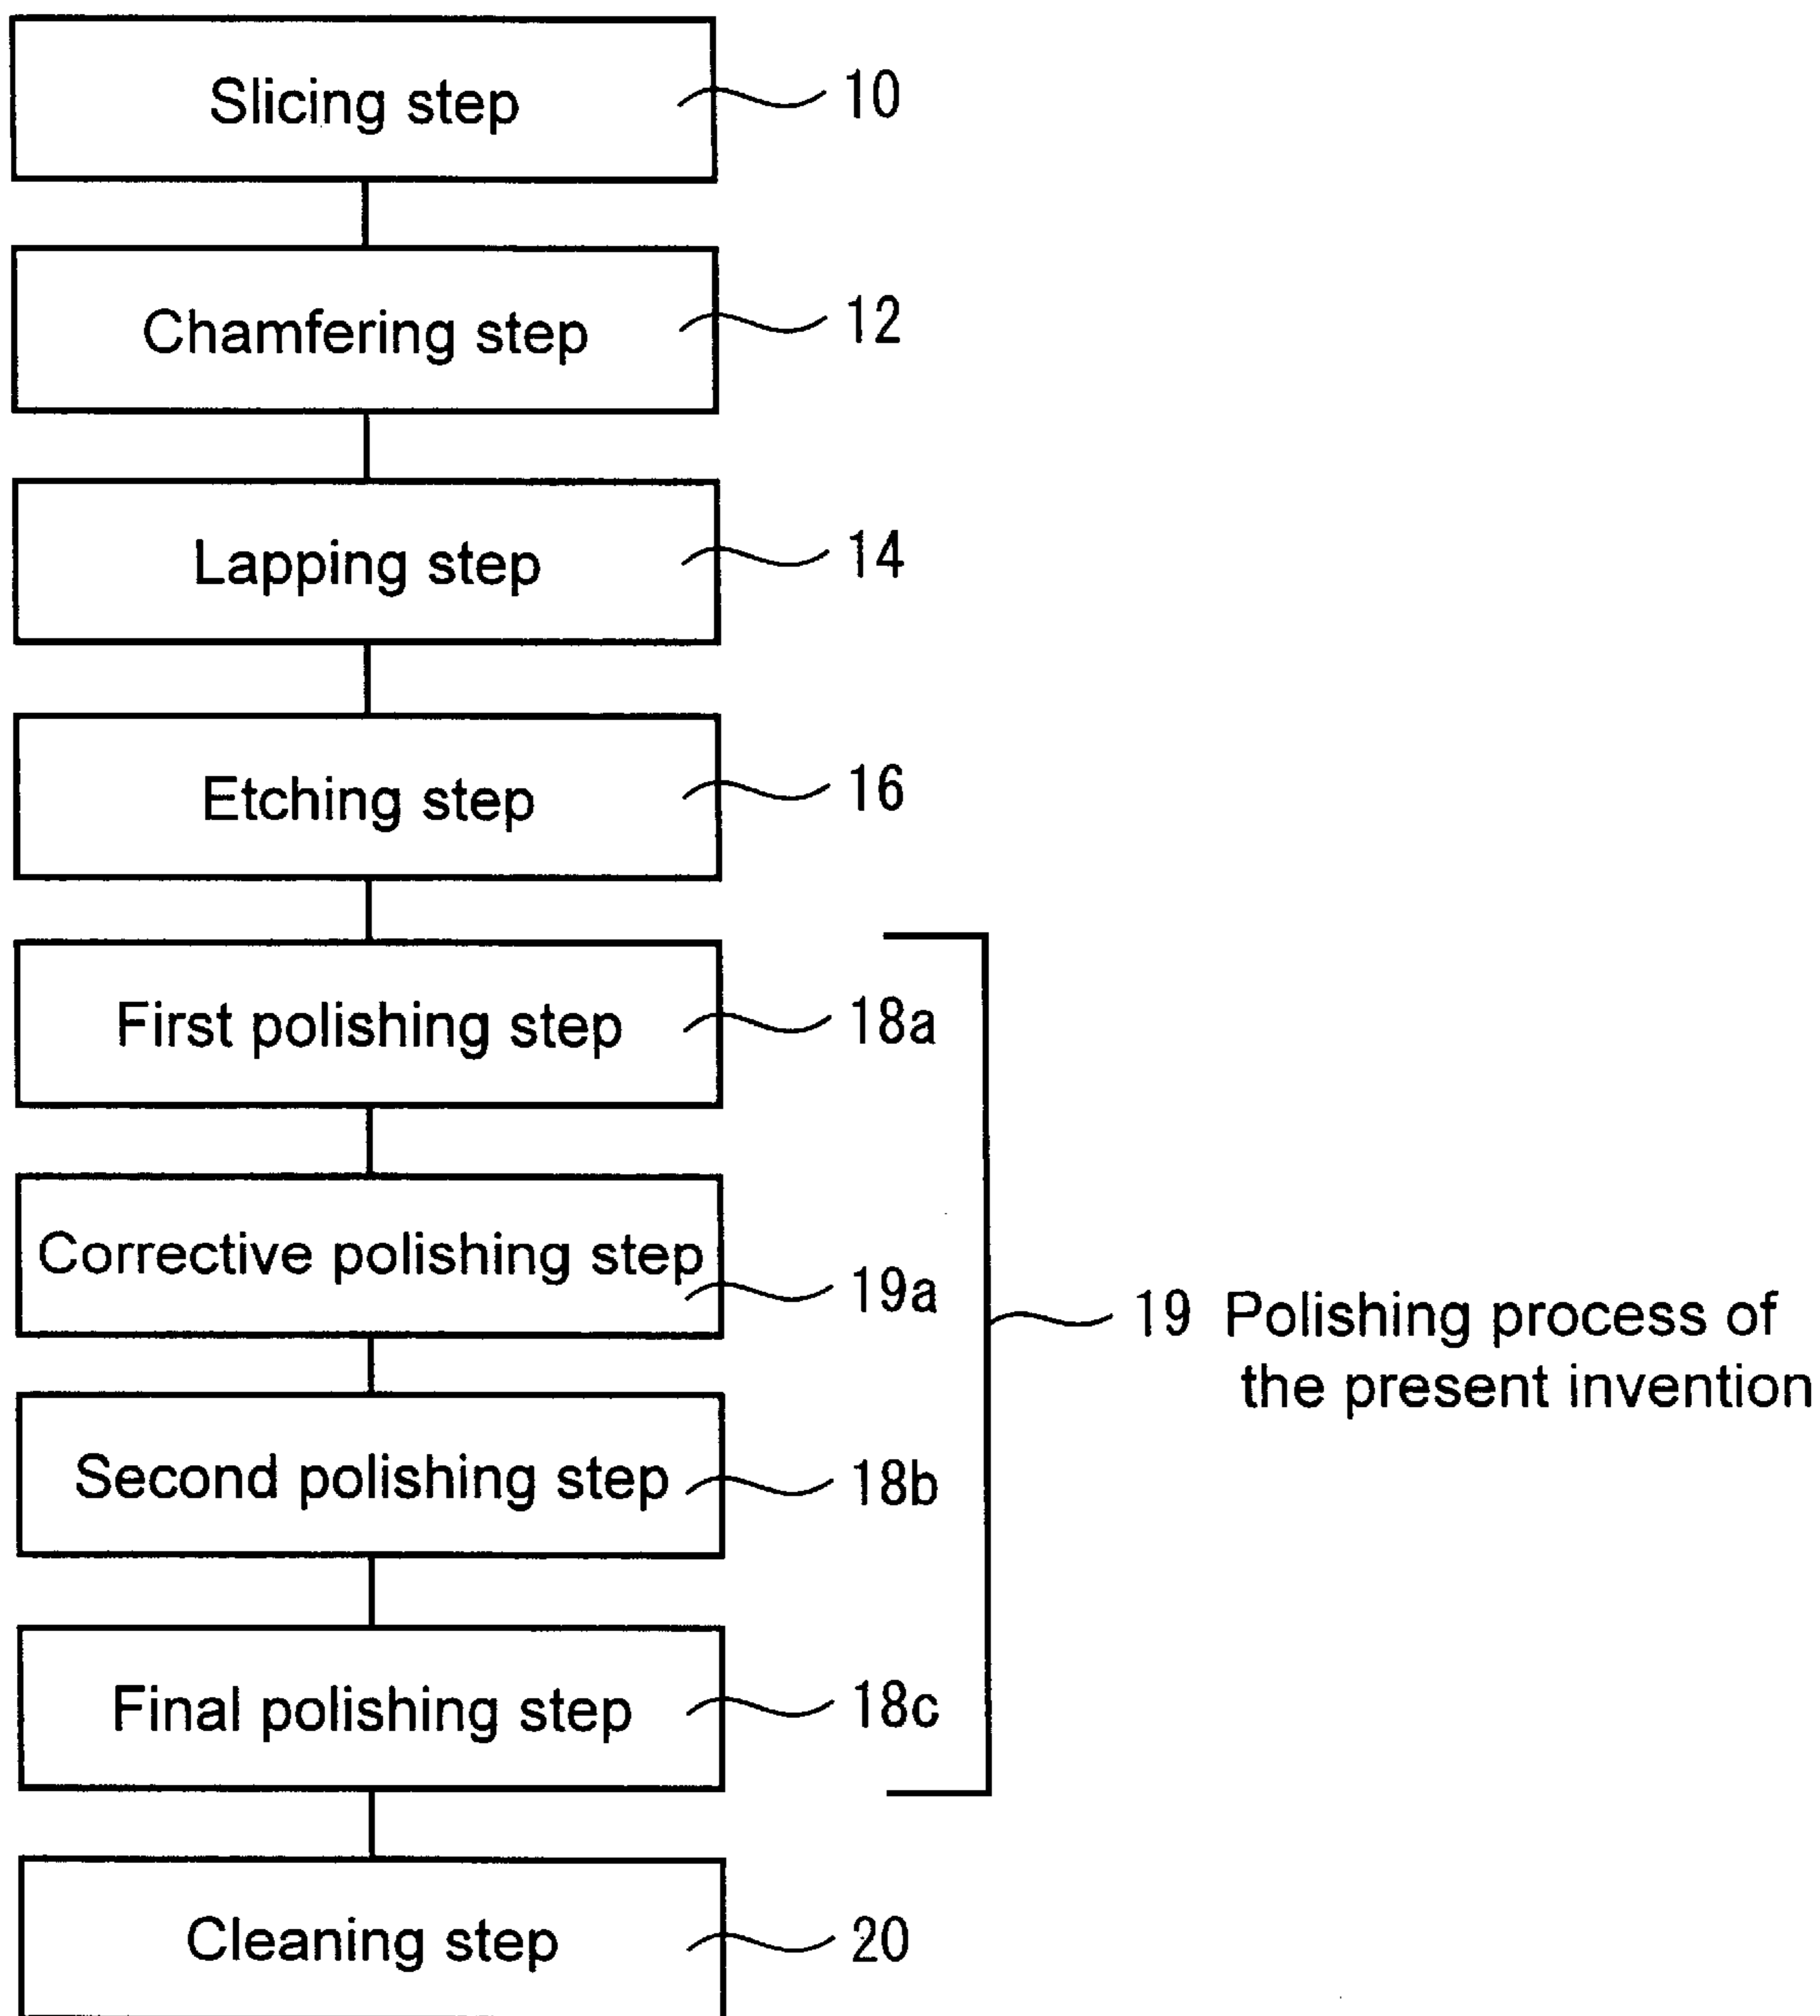 Slicing step 10
Chamfering step 12
Lapping step 14
Etching step 16
First polishing step 18a
Corrective polishing step 19a
19 Polishing process of
the present invention
Second polishing step 18b
Final polishing step 18c
Cleaning step 20